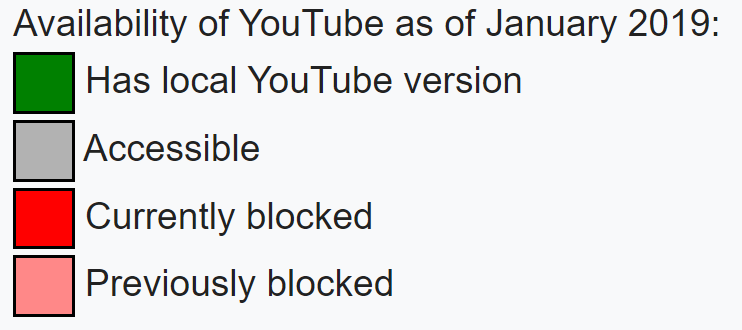 Availability of YouTube as of January 2019:
Has local YouTube version
Accessible
Currently blocked
Previously blocked